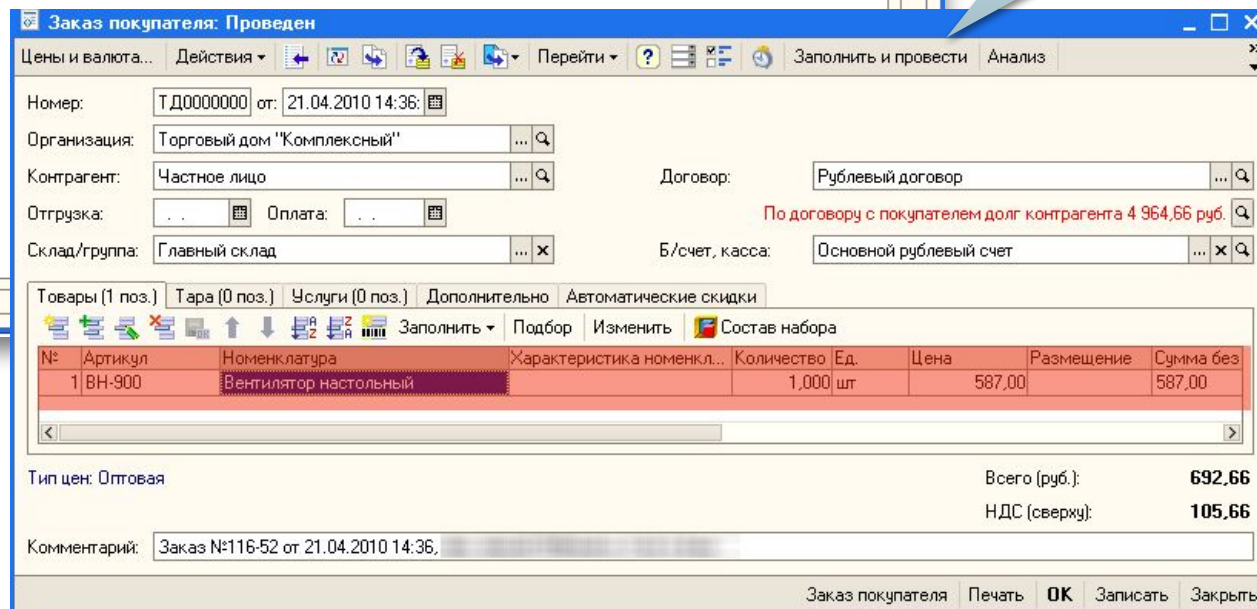 Заказ покупателя: Проведен
Цены и валюта... Действия Перейти ? Заполнить и провести Анализ
Номер: ТД0000000 от: 21.04.2010 14:36:
Организация: Торговый дом "Комплексный" ...
Контрагент: Частное лицо ... Договор: Рублевый договор ...
Отгрузка: . . Оплата: . . По договору с покупателем долг контрагента 4 964,66 руб.
Склад/группа: Главный склад ... x Б/счет, касса: Основной рублевый счет ... x
Товары (1 поз.) Тара (0 поз.) Услуги (0 поз.) Дополнительно Автоматические скидки
Заполнить Подбор Изменить Состав набора
№ Артикул Номенклатура Характеристика номенкл... Количество Ед. Цена Размещение Сумма без
1 ВН-900 Вентилятор настольный 1,000 шт 587,00 587,00
Тип цен: Оптовая Всего (руб.): 692,66
НДС (сверху): 105,66
Комментарий: Заказ №116-52 от 21.04.2010 14:36,
Заказ покупателя Печать OK Записать Закрыть